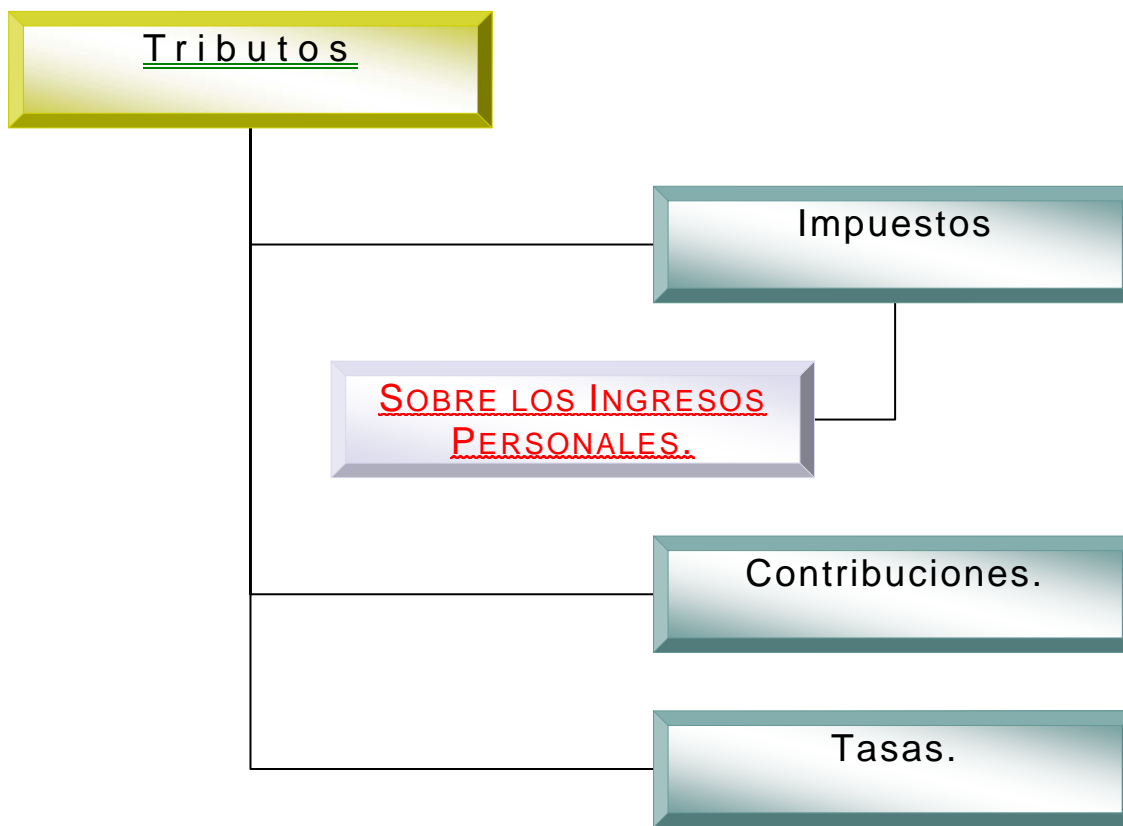 Tributos
Impuestos
SOBRE LOS INGRESOS
PERSONALES.
Contribuciones.
Tasas.